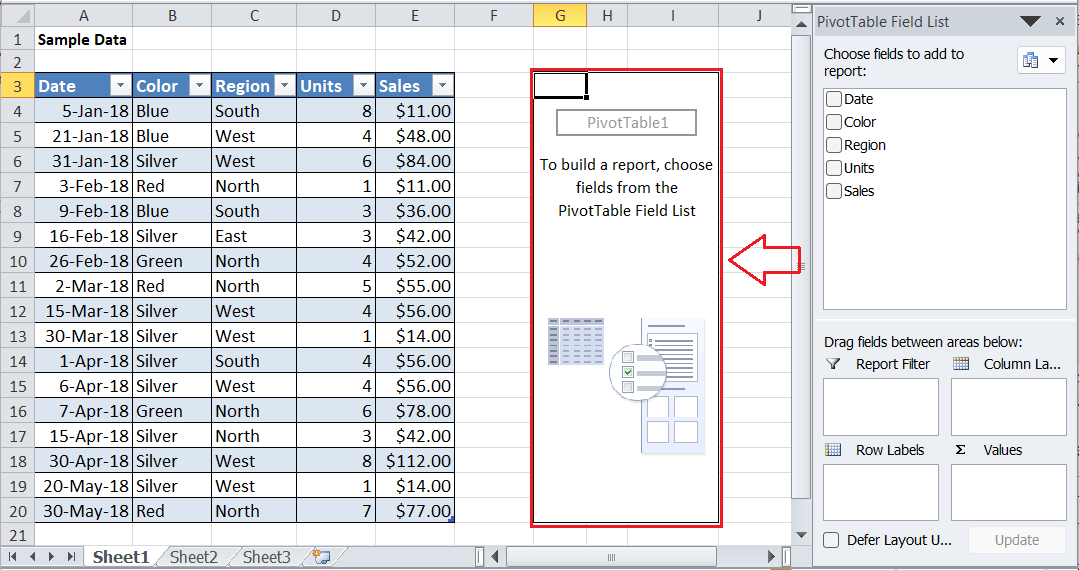 A B C D E F G H I J
1 Sample Data
2
3 Date Color Region Units Sales
4 5-Jan-18 Blue South 8 $11.00
5 21-Jan-18 Blue West 4 $48.00
6 31-Jan-18 Silver West 6 $84.00
7 3-Feb-18 Red North 1 $11.00
8 9-Feb-18 Blue South 3 $36.00
9 16-Feb-18 Silver East 3 $42.00
10 26-Feb-18 Green North 4 $52.00
11 2-Mar-18 Red North 5 $55.00
12 15-Mar-18 Silver West 4 $56.00
13 30-Mar-18 Silver West 1 $14.00
14 1-Apr-18 Silver South 4 $56.00
15 6-Apr-18 Silver West 4 $56.00
16 7-Apr-18 Green North 6 $78.00
17 15-Apr-18 Silver North 3 $42.00
18 30-Apr-18 Silver West 8 $112.00
19 20-May-18 Silver West 1 $14.00
20 30-May-18 Red North 7 $77.00
21
PivotTable1
To build a report, choose
fields from the
PivotTable Field List
Sheet1 Sheet2 Sheet3
PivotTable Field List
Choose fields to add to
report:
Date
Color
Region
Units
Sales
Drag fields between areas below:
Report Filter Column La...
Row Labels Σ Values
Defer Layout U... Update